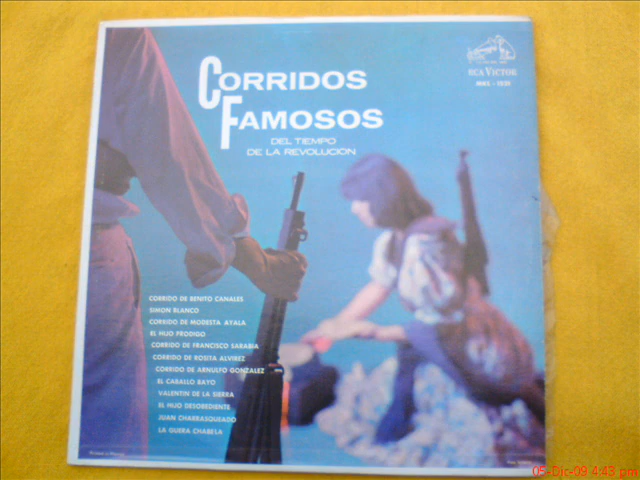 CORRIDOS
FAMOSOS
DEL TIEMPO
DE LA REVOLUCION
RCA VICTOR
CORRIDO DE BENITO CANALES
SIMON BLANCO
CORRIDO DE MODESTA AYALA
EL HIJO PRODIGO
CORRIDO DE FRANCISCO SARABIA
CORRIDO DE ROSITA ALVIREZ
CORRIDO DE ARNULFO GONZALEZ
EL CABALLO BAYO
VALENTIN DE LA SIERRA
EL HIJO DESOBEDIENTE
JUAN CHARRASQUEADO
LA GUERA CHABELA
05-Dic-09 4:43 pm